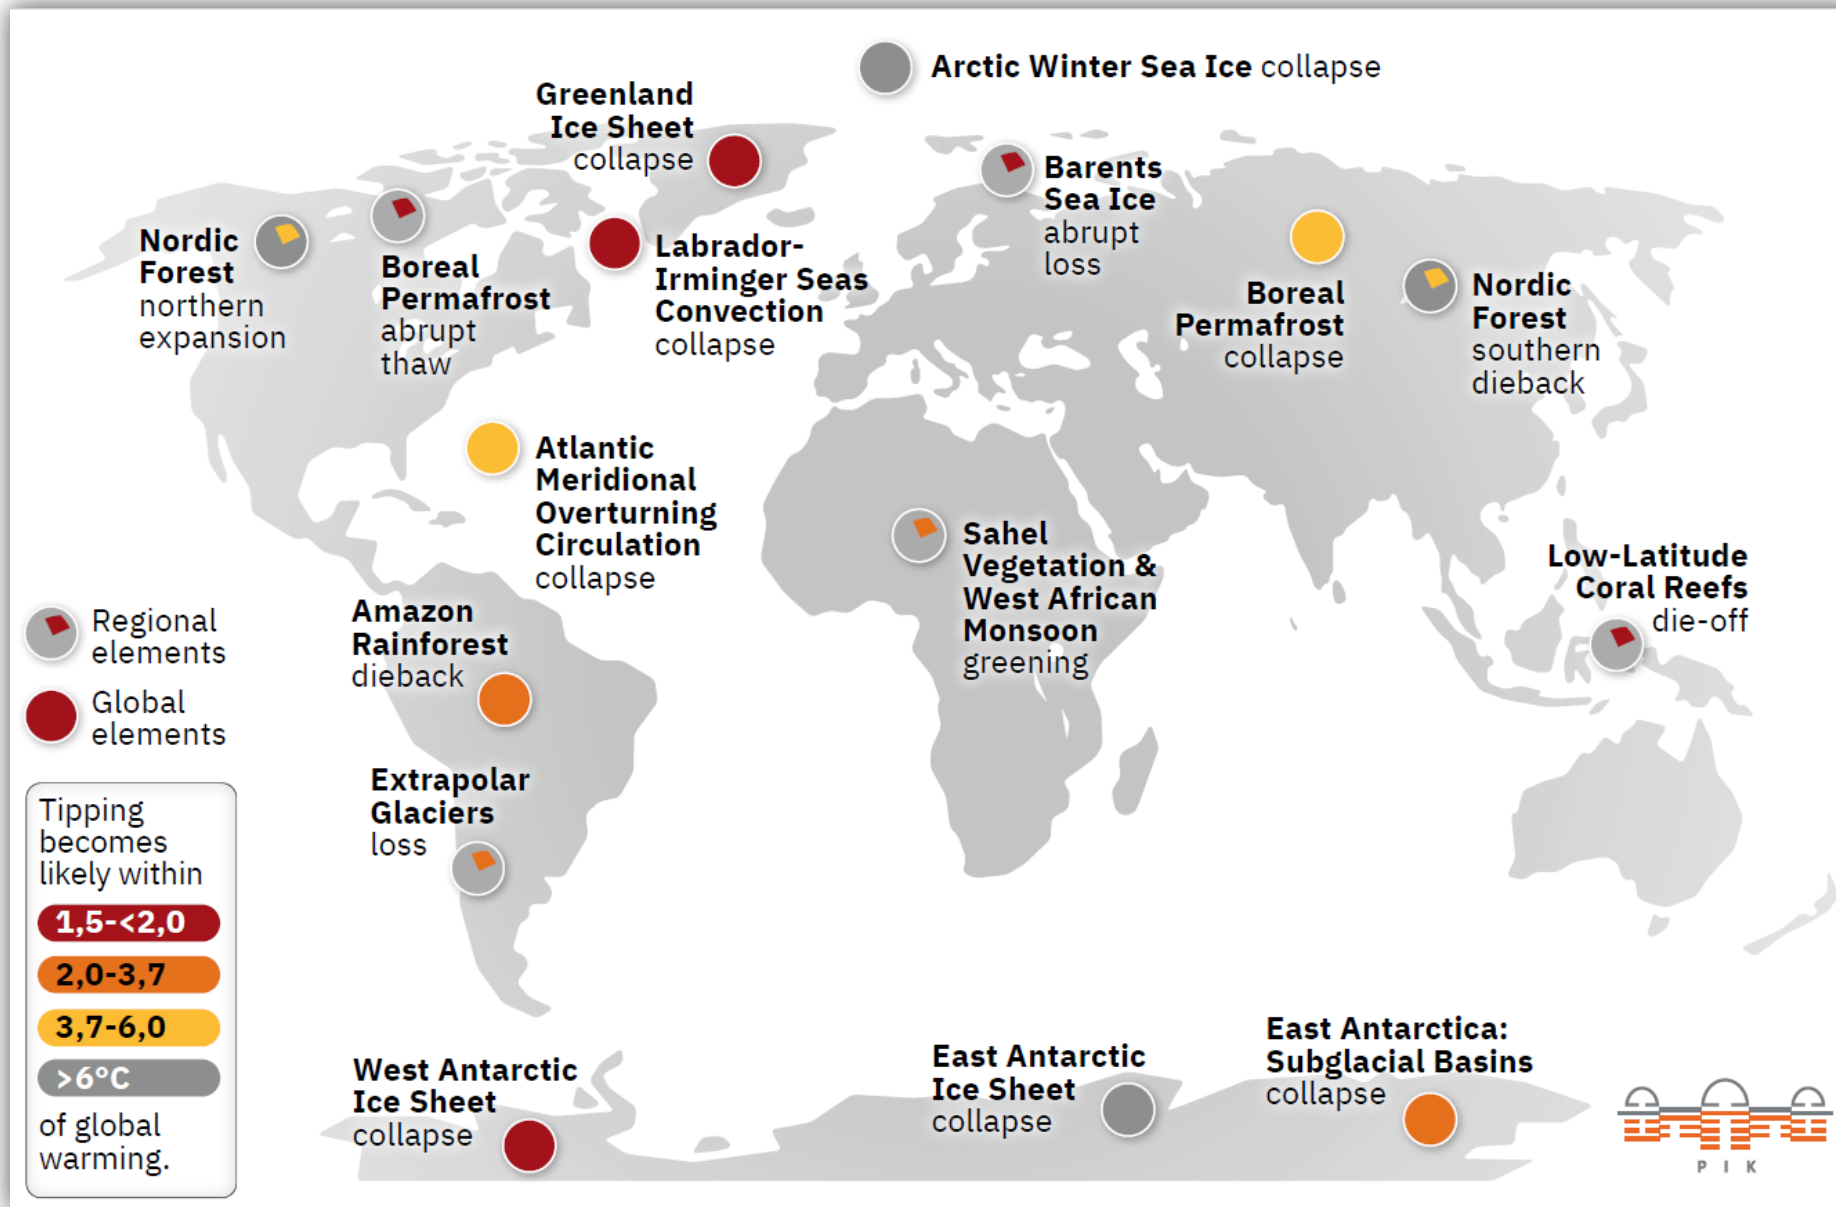 Arctic Winter Sea Ice collapse
Greenland
Ice Sheet
collapse
Barents
Sea Ice
abrupt
loss
Nordic
Forest
northern
expansion
Boreal
Permafrost
abrupt
thaw
Labrador-
Irminger Seas
Convection
collapse
Boreal
Permafrost
collapse
Nordic
Forest
southern
dieback
Atlantic
Meridional
Overturning
Circulation
collapse
Sahel
Vegetation &
West African
Monsoon
greening
Low-Latitude
Coral Reefs
die-off
Amazon
Rainforest
dieback
Regional
elements
Global
elements
Extrapolar
Glaciers
loss
Tipping
becomes
likely within
1,5-<2,0
2,0-3,7
3,7-6,0
>6°C
of global
warming.
West Antarctic
Ice Sheet
collapse
East Antarctic
Ice Sheet
collapse
East Antarctica:
Subglacial Basins
collapse
P I K